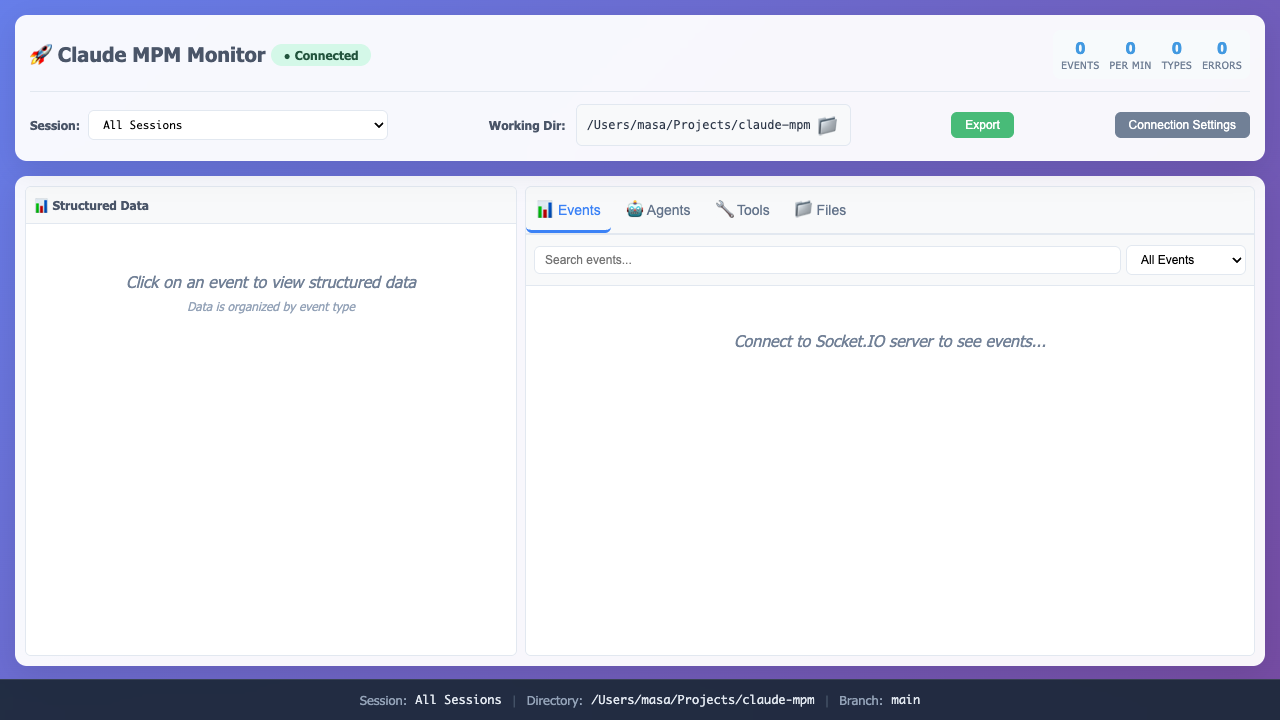 Claude MPM Monitor
● Connected
0 EVENTS
0 PER MIN
0 TYPES
0 ERRORS
Session:
All Sessions
Working Dir:
/Users/masa/Projects/claude-mpm
Export
Connection Settings
Structured Data
Click on an event to view structured data
Data is organized by event type
Events
Agents
Tools
Files
Search events...
All Events
Connect to Socket.IO server to see events...
Session: All Sessions | Directory: /Users/masa/Projects/claude-mpm | Branch: main